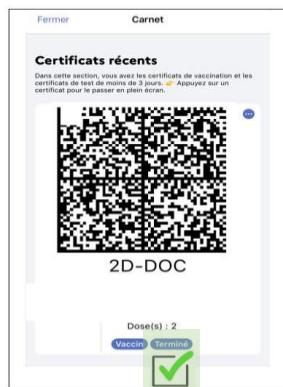 Fermer Carnet
Certificats récents
Dans cette section, vous avez les certificats de vaccination et les
certificats de test de moins de 3 jours. 👉 Appuyez sur un
certificat pour le passer en plein écran.
2D-DOC
Dose(s) : 2
Vaccin Terminé